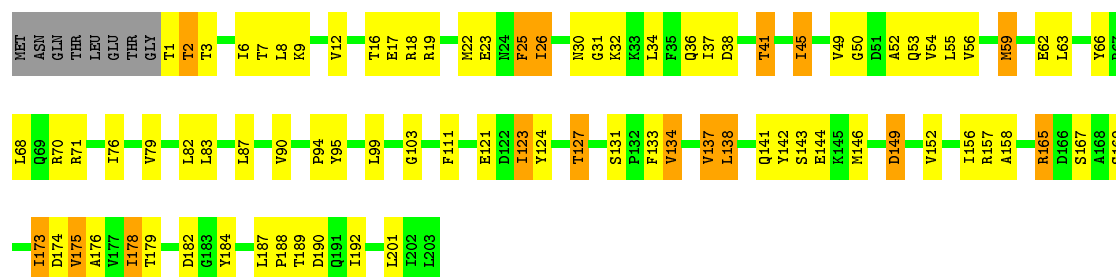 MET ASN GLN THR LEU GLU THR GLY T1 T2 T3 I6 T7 L8 K9 V12 T16 E17 R18 R19 M22 E23 N24 F25 I26 N30 G31 K32 K33 L34 F35 Q36 I37 D38 T41 I45 V49 G50 D51 A52 Q53 V54 L55 V56 M59 E62 L63 Y66
L68 Q69 R70 R71 I76 V79 L82 L83 L87 V90 P94 Y95 L99 G103 F111 E121 D122 I123 Y124 T127 S131 P132 F133 V134 V137 L138 Q141 Y142 S143 E144 K145 M146 D149 V152 I156 R157 A158 R165 D166 S167 A168
I173 D174 V175 A176 V177 I178 T179 D182 G183 Y184 L187 P188 T189 D190 Q191 I192 L201 I202 L203